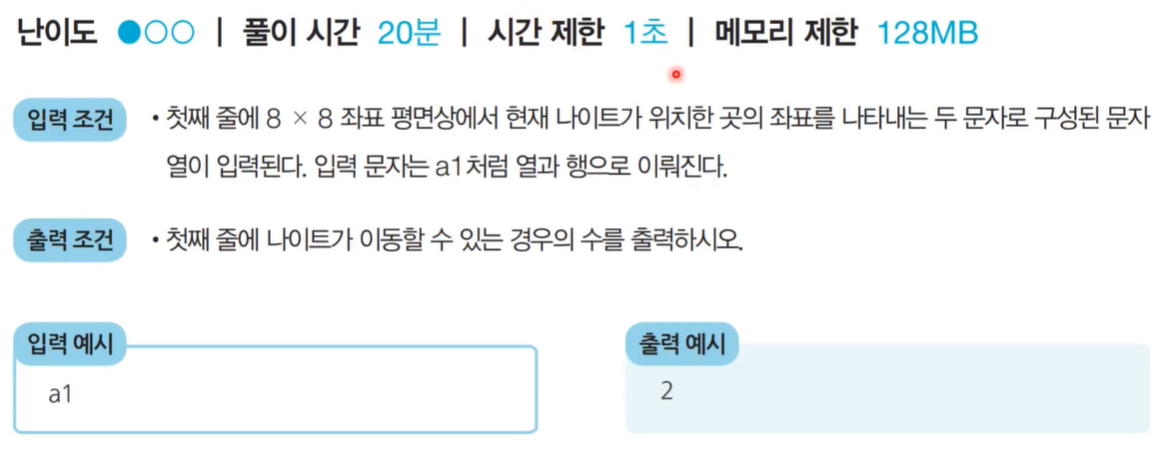 난이도 ●○○ | 풀이 시간 20분 | 시간 제한 1초 | 메모리 제한 128MB
입력 조건 • 첫째 줄에 8 × 8 좌표 평면상에서 현재 나이트가 위치한 곳의 좌표를 나타내는 두 문자로 구성된 문자
열이 입력된다. 입력 문자는 a1처럼 열과 행으로 이뤄진다.
출력 조건 • 첫째 줄에 나이트가 이동할 수 있는 경우의 수를 출력하시오.
입력 예시
a1
출력 예시
2